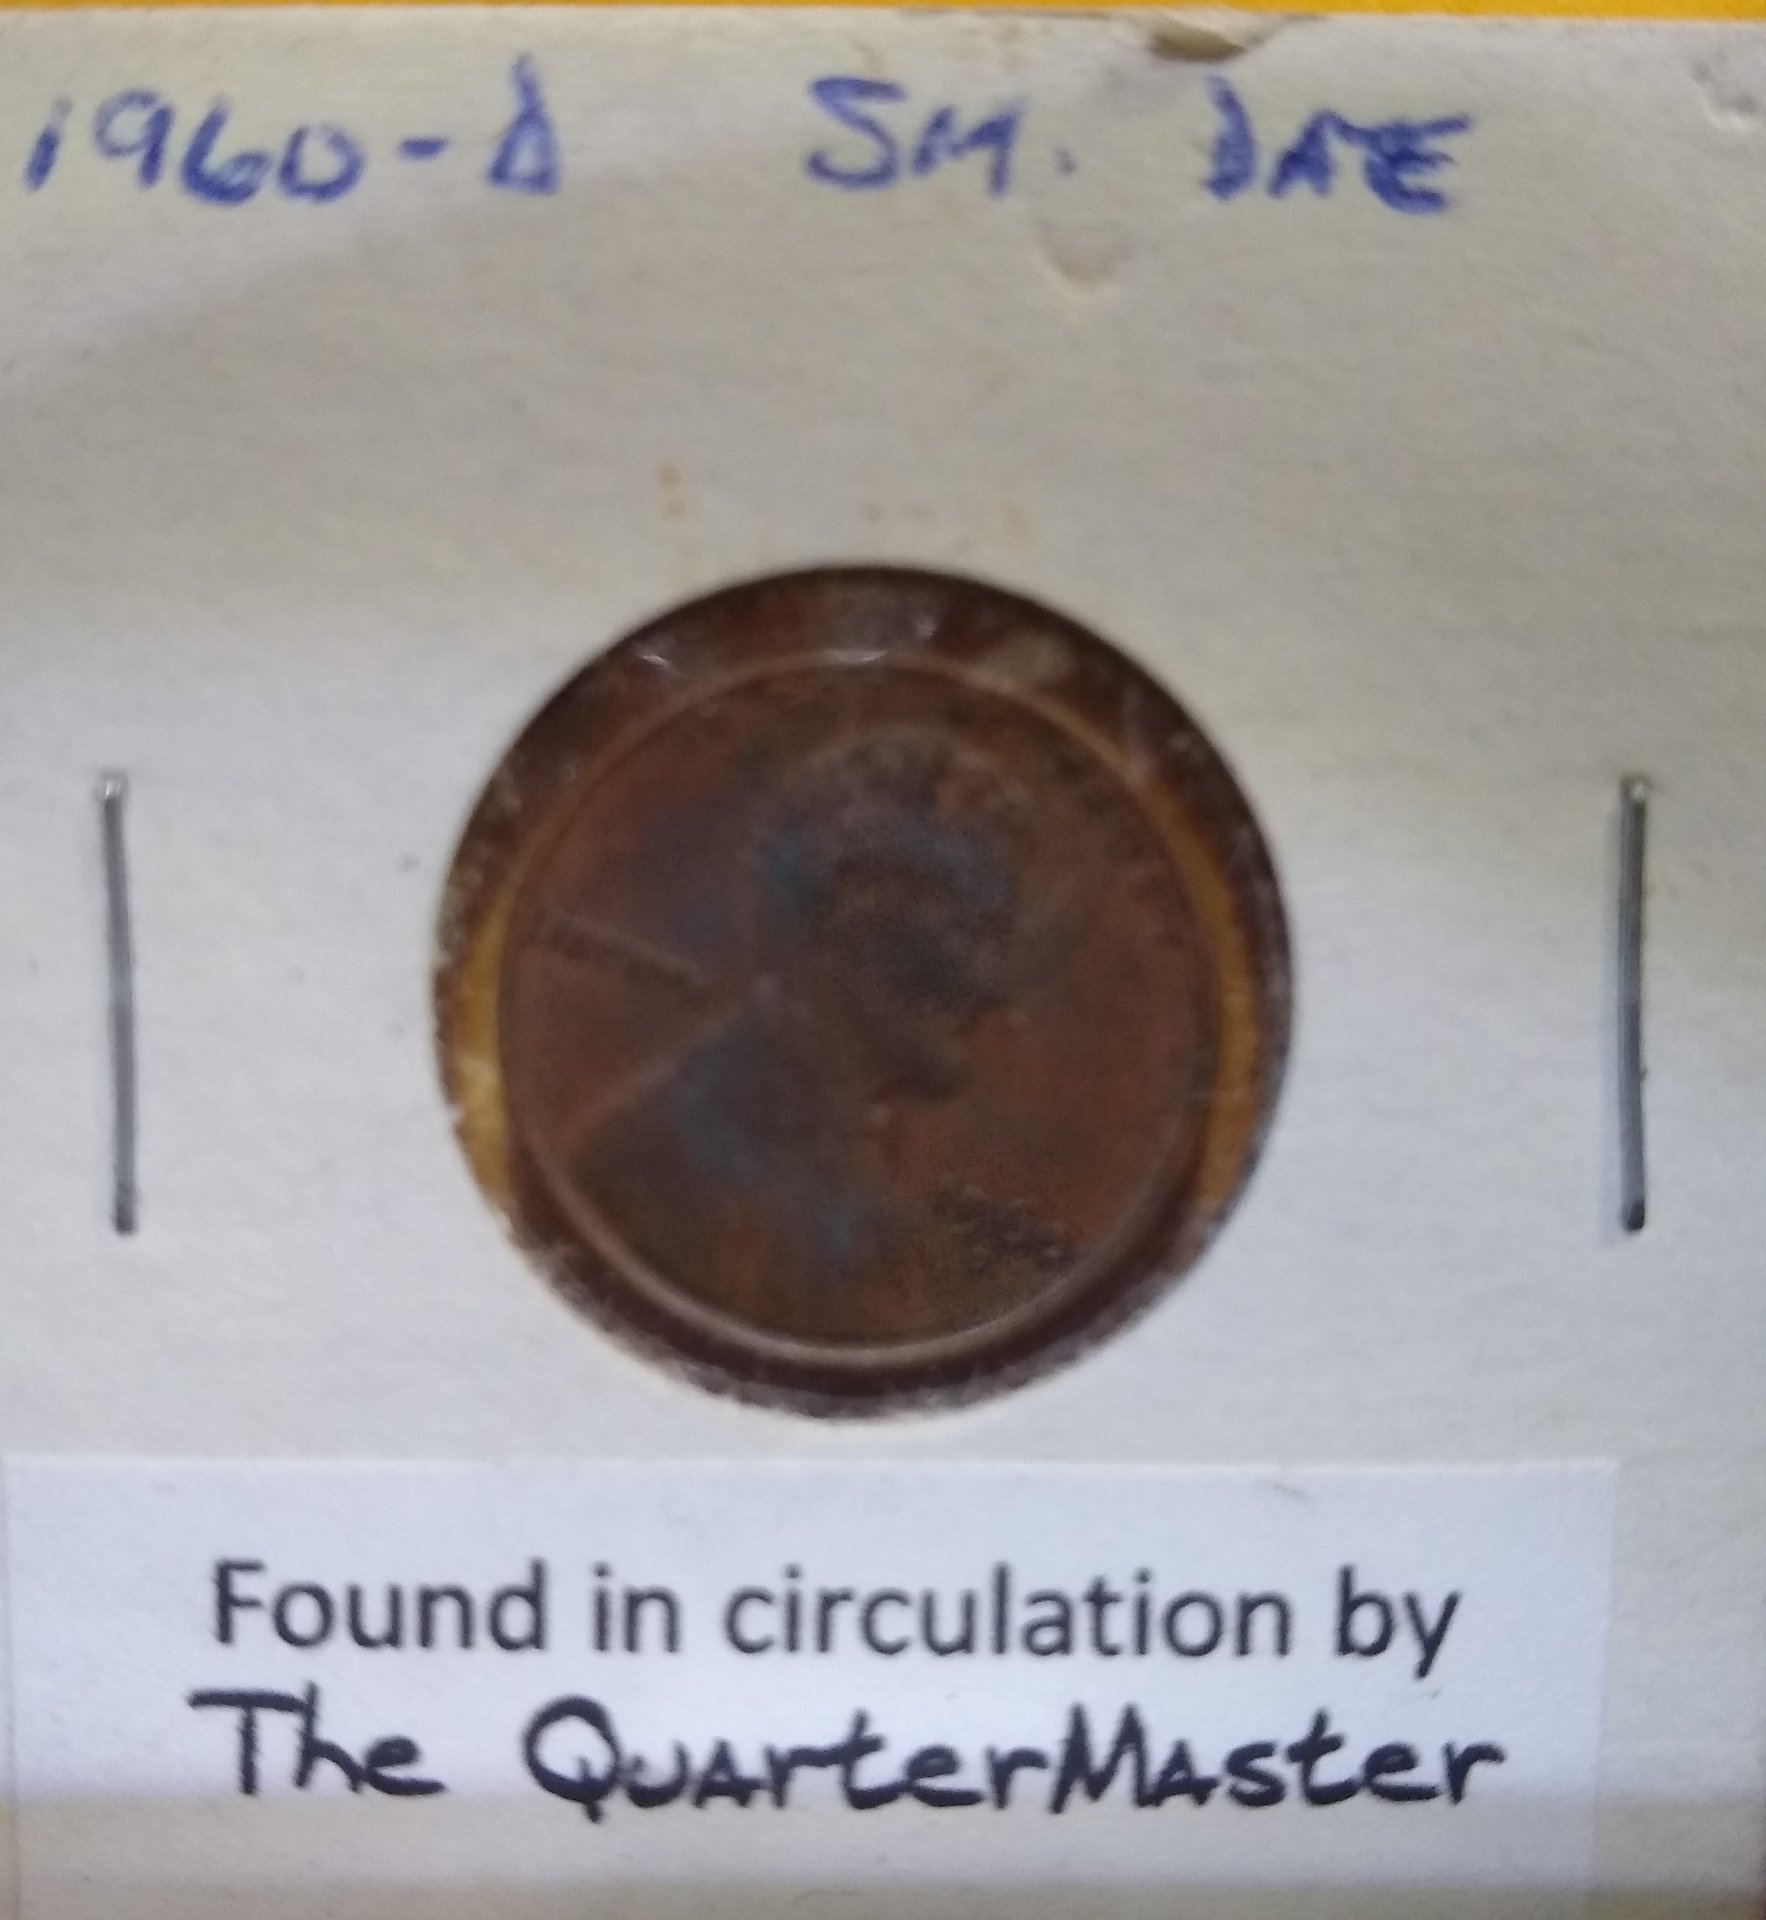 1960-D SM. DATE
Found in circulation by
The QuarterMaster